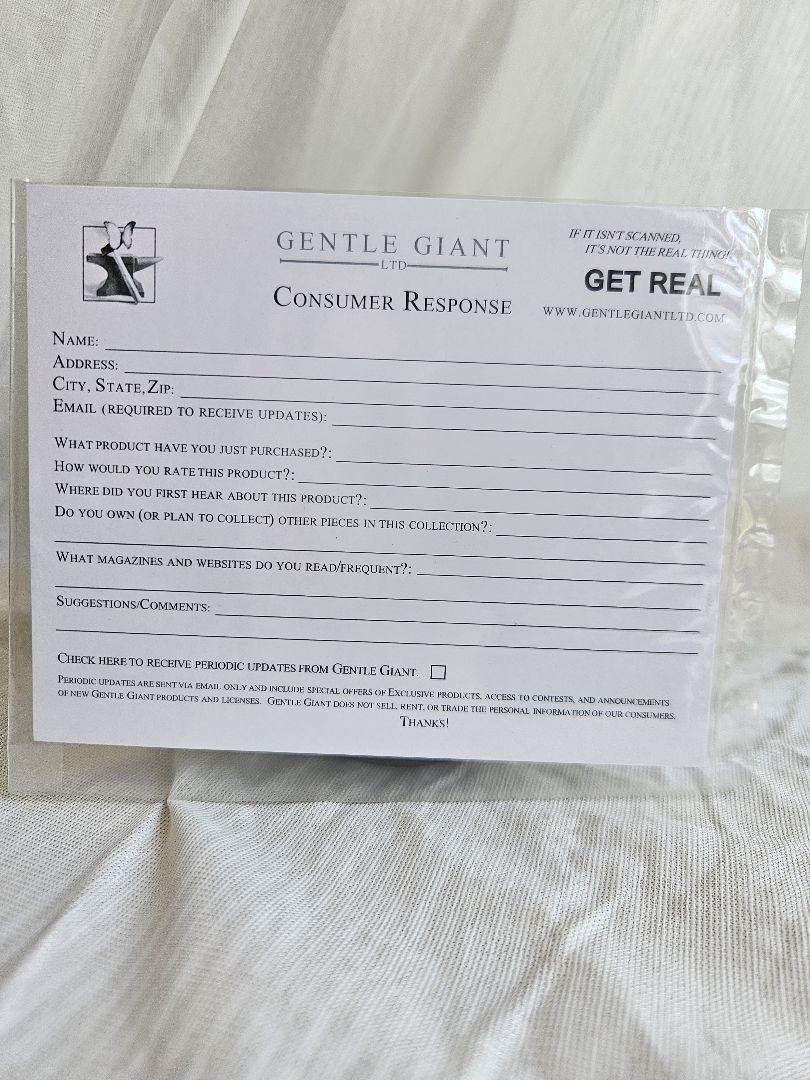 GENTLE GIANT
LTD
CONSUMER RESPONSE
IF IT ISN'T SCANNED,
IT'S NOT THE REAL THING!
GET REAL
WWW.GENTLEGIANTLTD.COM
NAME:
ADDRESS:
CITY, STATE, ZIP:
EMAIL (REQUIRED TO RECEIVE UPDATES):
WHAT PRODUCT HAVE YOU JUST PURCHASED?:
HOW WOULD YOU RATE THIS PRODUCT?:
WHERE DID YOU FIRST HEAR ABOUT THIS PRODUCT?:
DO YOU OWN (OR PLAN TO COLLECT) OTHER PIECES IN THIS COLLECTION?:
WHAT MAGAZINES AND WEBSITES DO YOU READ/FREQUENT?:
SUGGESTIONS/COMMENTS:
CHECK HERE TO RECEIVE PERIODIC UPDATES FROM GENTLE GIANT.
PERIODIC UPDATES ARE SENT VIA EMAIL ONLY AND INCLUDE SPECIAL OFFERS OF EXCLUSIVE PRODUCTS, ACCESS TO CONTESTS, AND ANNOUNCEMENTS
OF NEW GENTLE GIANT PRODUCTS AND LICENSES. GENTLE GIANT DOES NOT SELL, RENT, OR TRADE THE PERSONAL INFORMATION OF OUR CONSUMERS.
THANKS!